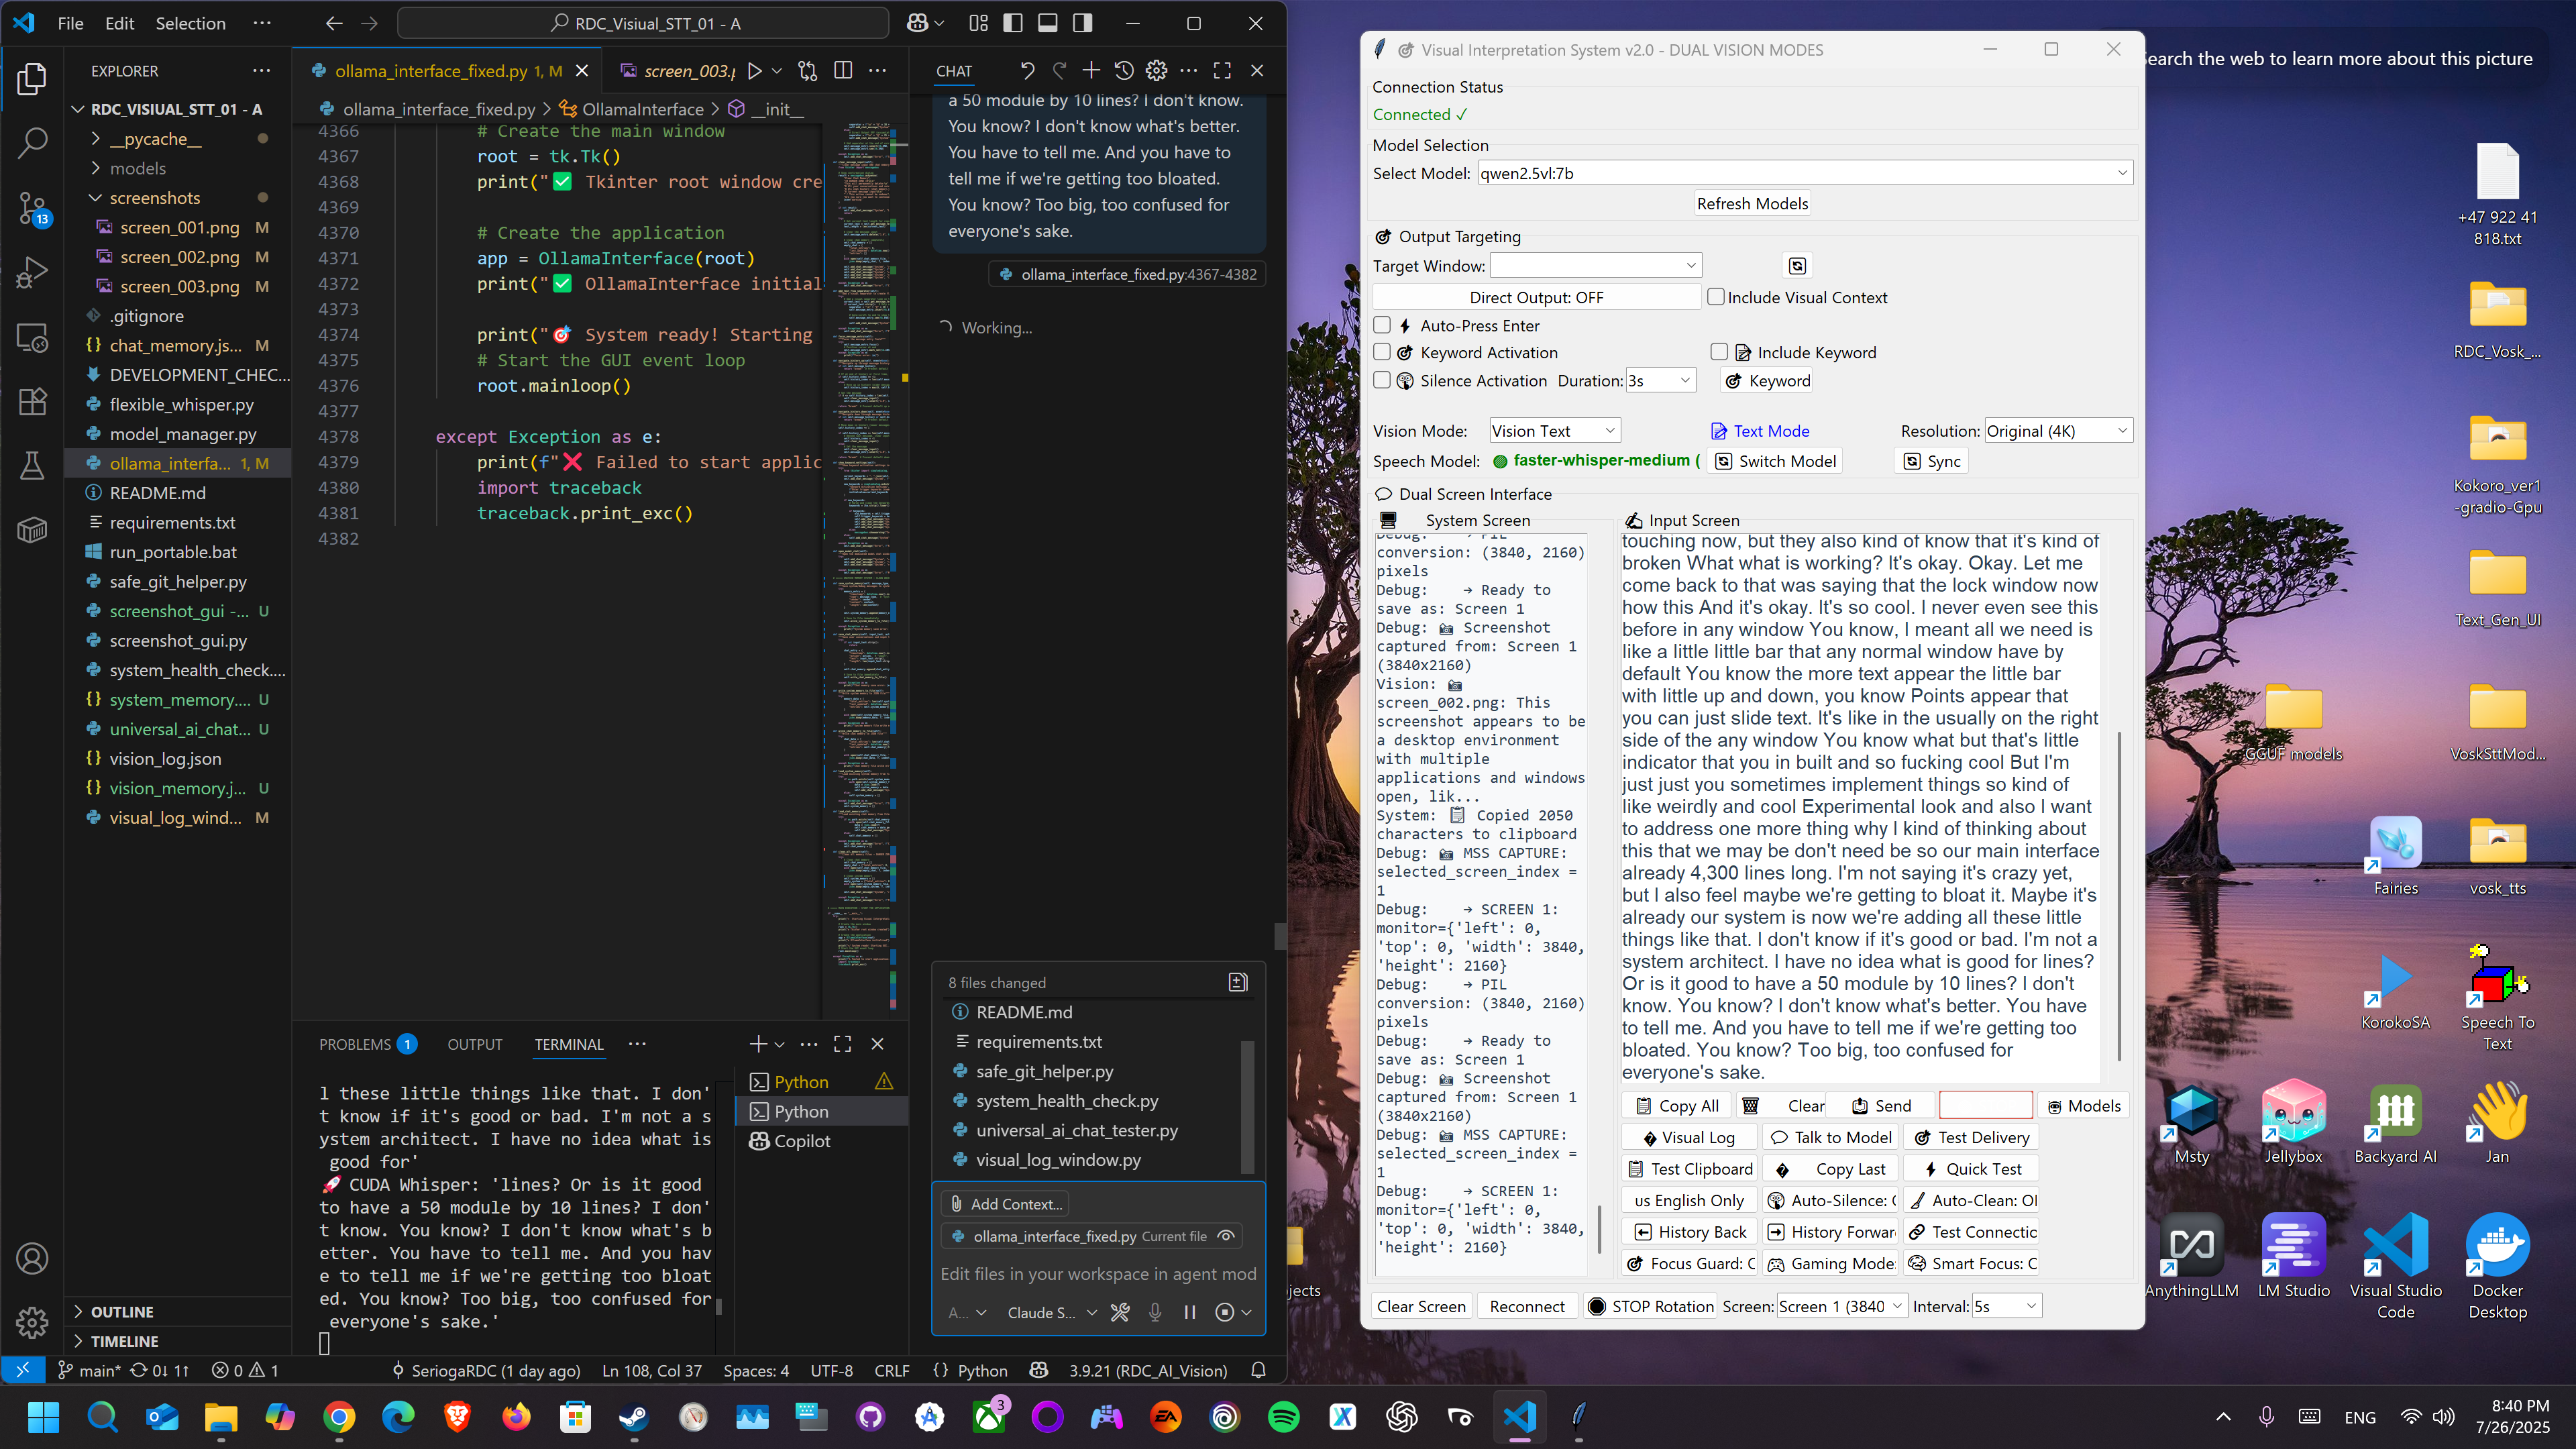 File Edit Selection ···
RDC_Visiual_STT_01 - A
EXPLORER
RDC_VISIUAL_STT_01 - A
__pycache__
models
screenshots
screen_001.png M
screen_002.png M
screen_003.png M
.gitignore
chat_memory.js... M
DEVELOPMENT_CHEC...
flexible_whisper.py
model_manager.py
ollama_interfa... 1, M
README.md
requirements.txt
run_portable.bat
safe_git_helper.py
screenshot_gui -... U
screenshot_gui.py
system_health_check....
system_memory.... U
universal_ai_chat... U
vision_log.json
vision_memory.j... U
visual_log_wind... M
OUTLINE
TIMELINE
13
ollama_interface_fixed.py 1, M
screen_003.p
ollama_interface_fixed.py > OllamaInterface > __init__
4366 # Create the main window
4367 root = tk.Tk()
4368 print("✅ Tkinter root window cre
4369
4370 # Create the application
4371 app = OllamaInterface(root)
4372 print("✅ OllamaInterface initial
4373
4374 print("🎯 System ready! Starting
4375 # Start the GUI event loop
4376 root.mainloop()
4377
4378 except Exception as e:
4379 print(f"❌ Failed to start applic
4380 import traceback
4381 traceback.print_exc()
4382
PROBLEMS 1 OUTPUT TERMINAL ···
l these little things like that. I don'
t know if it's good or bad. I'm not a s
ystem architect. I have no idea what is
good for'
🚀 CUDA Whisper: 'lines? Or is it good
to have a 50 module by 10 lines? I don'
t know. You know? I don't know what's b
etter. You have to tell me. And you hav
e to tell me if we're getting too bloat
ed. You know? Too big, too confused for
everyone's sake.'
Python
Python
Copilot
CHAT
a 50 module by 10 lines? I don't know.
You know? I don't know what's better.
You have to tell me. And you have to
tell me if we're getting too bloated.
You know? Too big, too confused for
everyone's sake.
ollama_interface_fixed.py:4367-4382
Working...
8 files changed
README.md
requirements.txt
safe_git_helper.py
system_health_check.py
universal_ai_chat_tester.py
visual_log_window.py
Add Context...
ollama_interface_fixed.py Current file
Edit files in your workspace in agent mod
A... Claude S...
main* 0↓ 1↑ 0 1
SeriogaRDC (1 day ago) Ln 108, Col 37 Spaces: 4 UTF-8 CRLF {} Python 3.9.21 (RDC_AI_Vision)
Visual Interpretation System v2.0 - DUAL VISION MODES
Connection Status
Connected ✓
Model Selection
Select Model: qwen2.5vl:7b
Refresh Models
Output Targeting
Target Window:
Direct Output: OFF Include Visual Context
Auto-Press Enter
Keyword Activation Include Keyword
Silence Activation Duration: 3s Keyword
Vision Mode: Vision Text Text Mode Resolution: Original (4K)
Speech Model: faster-whisper-medium ( Switch Model Sync
Dual Screen Interface
System Screen
Debug: → PIL
conversion: (3840, 2160)
pixels
Debug: → Ready to
save as: Screen 1
Debug: 📸 Screenshot
captured from: Screen 1
(3840x2160)
Vision: 📸
screen_002.png: This
screenshot appears to be
a desktop environment
with multiple
applications and windows
open, lik...
System: 📋 Copied 2050
characters to clipboard
Debug: 📸 MSS CAPTURE:
selected_screen_index =
1
Debug: → SCREEN 1:
monitor={'left': 0,
'top': 0, 'width': 3840,
'height': 2160}
Debug: → PIL
conversion: (3840, 2160)
pixels
Debug: → Ready to
save as: Screen 1
Debug: 📸 Screenshot
captured from: Screen 1
(3840x2160)
Debug: 📸 MSS CAPTURE:
selected_screen_index =
1
Debug: → SCREEN 1:
monitor={'left': 0,
'top': 0, 'width': 3840,
'height': 2160}
Input Screen
touching now, but they also kind of know that it's kind of
broken What what is working? It's okay. Okay. Let me
come back to that was saying that the lock window now
how this And it's okay. It's so cool. I never even see this
before in any window You know, I meant all we need is
like a little little bar that any normal window have by
default You know the more text appear the little bar
with little up and down, you know Points appear that
you can just slide text. It's like in the usually on the right
side of the any window You know what but that's little
indicator that you in built and so fucking cool But I'm
just just you sometimes implement things so kind of
like weirdly and cool Experimental look and also I want
to address one more thing why I kind of thinking about
this that we may be don't need be so our main interface
already 4,300 lines long. I'm not saying it's crazy yet,
but I also feel maybe we're getting to bloat it. Maybe it's
already our system is now we're adding all these little
things like that. I don't know if it's good or bad. I'm not a
system architect. I have no idea what is good for lines?
Or is it good to have a 50 module by 10 lines? I don't
know. You know? I don't know what's better. You have
to tell me. And you have to tell me if we're getting too
bloated. You know? Too big, too confused for
everyone's sake.
Copy All Clear Send Models
Visual Log Talk to Model Test Delivery
Test Clipboard Copy Last Quick Test
us English Only Auto-Silence: Auto-Clean:
History Back History Forwar Test Connectic
Focus Guard: Gaming Mode: Smart Focus:
Clear Screen Reconnect STOP Rotation Screen: Screen 1 (3840 Interval: 5s
Search the web to learn more about this picture
+47 922 41
818.txt
RDC_Vosk_...
Kokoro_ver1
-gradio-Gpu
Text_Gen_UI
GGUF models
VoskSttMod...
Fairies
vosk_tts
KorokoSA
Speech To
Text
Msty
Jellybox
Backyard AI
Jan
AnythingLLM
LM Studio
Visual Studio
Code
Docker
Desktop
jects
3
ENG
8:40 PM
7/26/2025